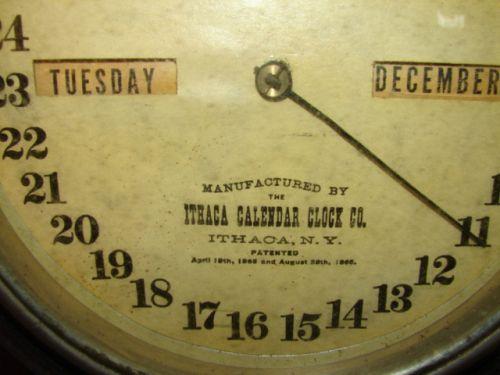 24
TUESDAY
DECEMBER
23
22
21
20
19
18
17
16
15
14
13
12
11
1
MANUFACTURED BY
THE
ITHACA CALENDAR CLOCK CO.
ITHACA, N.Y.
PATENTED
April 18th, 1865 and August 28th, 1866.